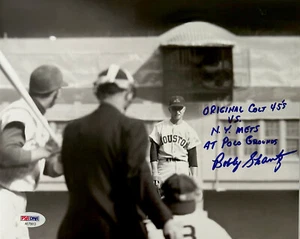 ORIGINAL COLT 45'S
VS.
N.Y. METS
AT POLO GROUNDS
Bobby Shantz
HOUSTON
PSA/DNA